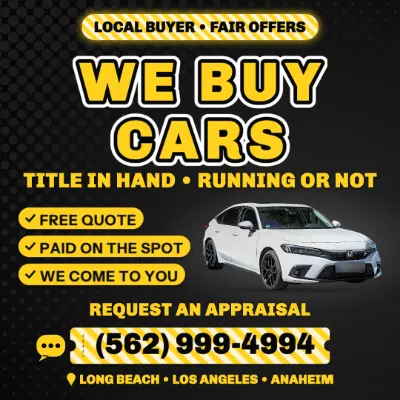 LOCAL BUYER • FAIR OFFERS
WE BUY
CARS
TITLE IN HAND • RUNNING OR NOT
FREE QUOTE
PAID ON THE SPOT
WE COME TO YOU
REQUEST AN APPRAISAL
(562) 999-4994
LONG BEACH • LOS ANGELES • ANAHEIM